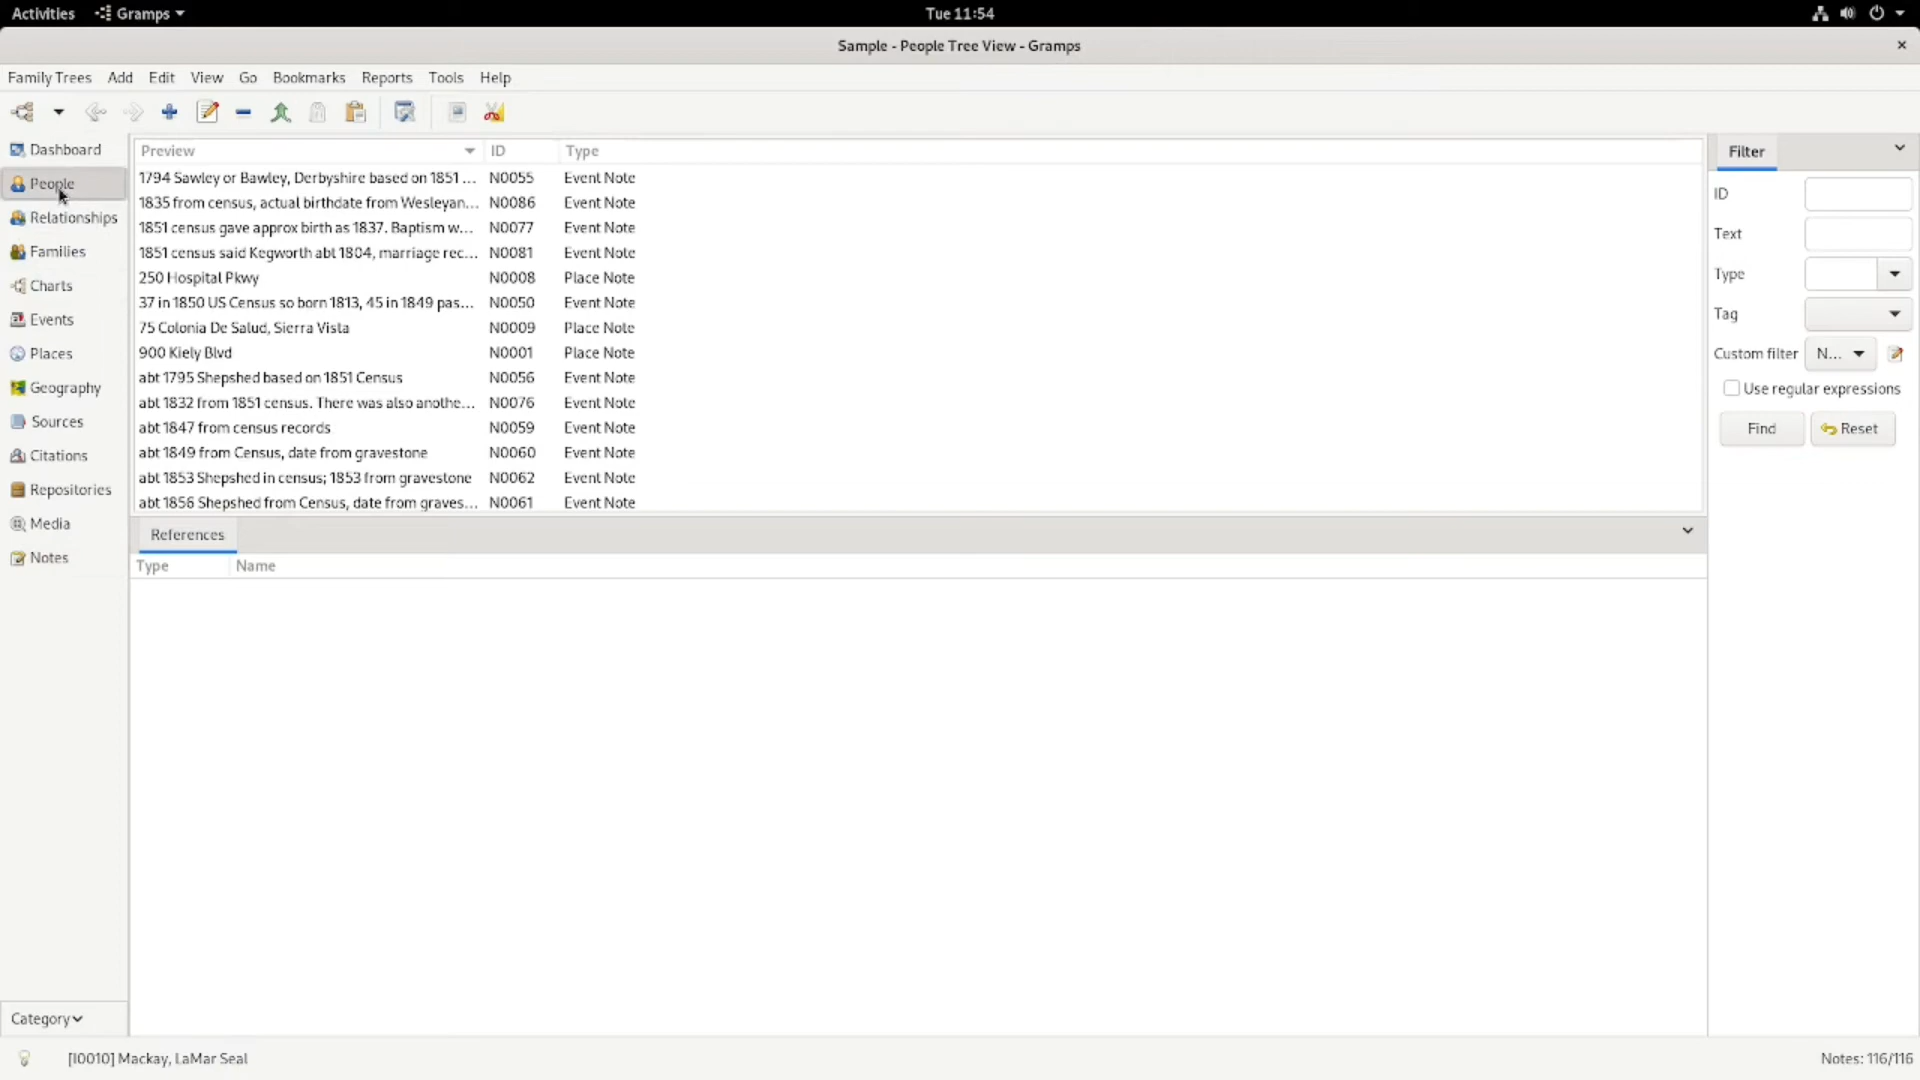 Activities Gramps Tue 11:54
Sample - People Tree View - Gramps
Family Trees Add Edit View Go Bookmarks Reports Tools Help
Dashboard
People
Relationships
Families
Charts
Events
Places
Geography
Sources
Citations
Repositories
Media
Notes
Category
Preview ID Type
1794 Sawley or Bawley, Derbyshire based on 1851 ... N0055 Event Note
1835 from census, actual birthdate from Wesleyan... N0086 Event Note
1851 census gave approx birth as 1837. Baptism w... N0077 Event Note
1851 census said Kegworth abt 1804, marriage rec... N0081 Event Note
250 Hospital Pkwy N0008 Place Note
37 in 1850 US Census so born 1813, 45 in 1849 pas... N0050 Event Note
75 Colonia De Salud, Sierra Vista N0009 Place Note
900 Kiely Blvd N0001 Place Note
abt 1795 Shepshed based on 1851 Census N0056 Event Note
abt 1832 from 1851 census. There was also anothe... N0076 Event Note
abt 1847 from census records N0059 Event Note
abt 1849 from Census, date from gravestone N0060 Event Note
abt 1853 Shepshed in census; 1853 from gravestone N0062 Event Note
abt 1856 Shepshed from Census, date from graves... N0061 Event Note
References
Type Name
Filter
ID
Text
Type
Tag
Custom filter N...
Use regular expressions
Find Reset
[I0010] Mackay, LaMar Seal
Notes: 116/116